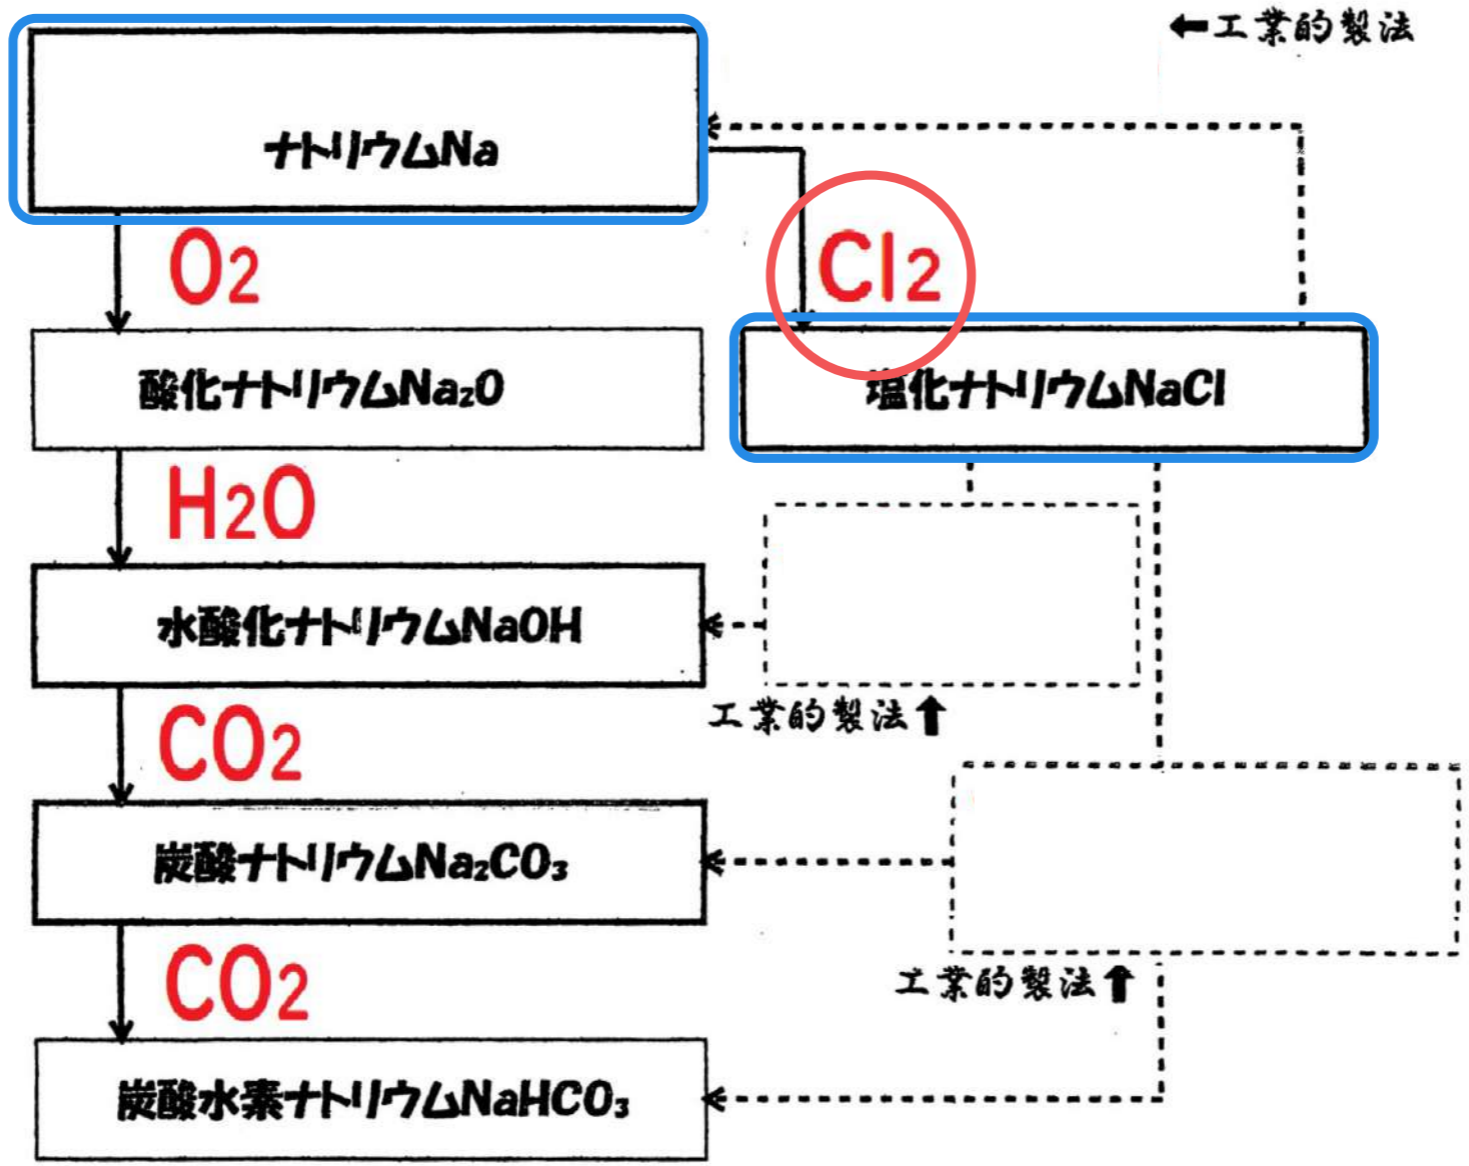 ←工業的製法
ナトリウムNa
O2
Cl2
酸化ナトリウムNa₂O
塩化ナトリウムNaCl
H2O
水酸化ナトリウムNaOH
工業的製法↑
CO2
炭酸ナトリウムNa₂CO₃
工業的製法↑
CO2
炭酸水素ナトリウムNaHCO₃